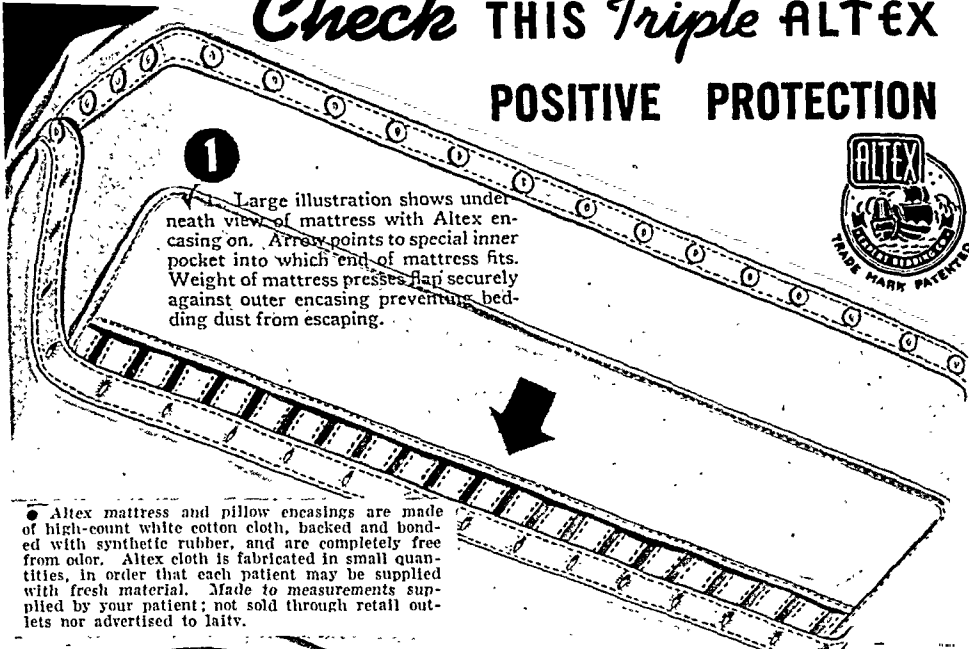 Check THIS Triple ALTEX
POSITIVE PROTECTION
ALTEX
TRADE MARK PATENTED
1
1. Large illustration shows under-
neath view of mattress with Altex en-
casing on. Arrow points to special inner
pocket into which end of mattress fits.
Weight of mattress presses flap securely
against outer encasing preventing bed-
ding dust from escaping.
● Altex mattress and pillow encasings are made
of high-count white cotton cloth, backed and bond-
ed with synthetic rubber, and are completely free
from odor. Altex cloth is fabricated in small quan-
tities, in order that each patient may be supplied
with fresh material. Made to measurements sup-
plied by your patient; not sold through retail out-
lets nor advertised to laity.